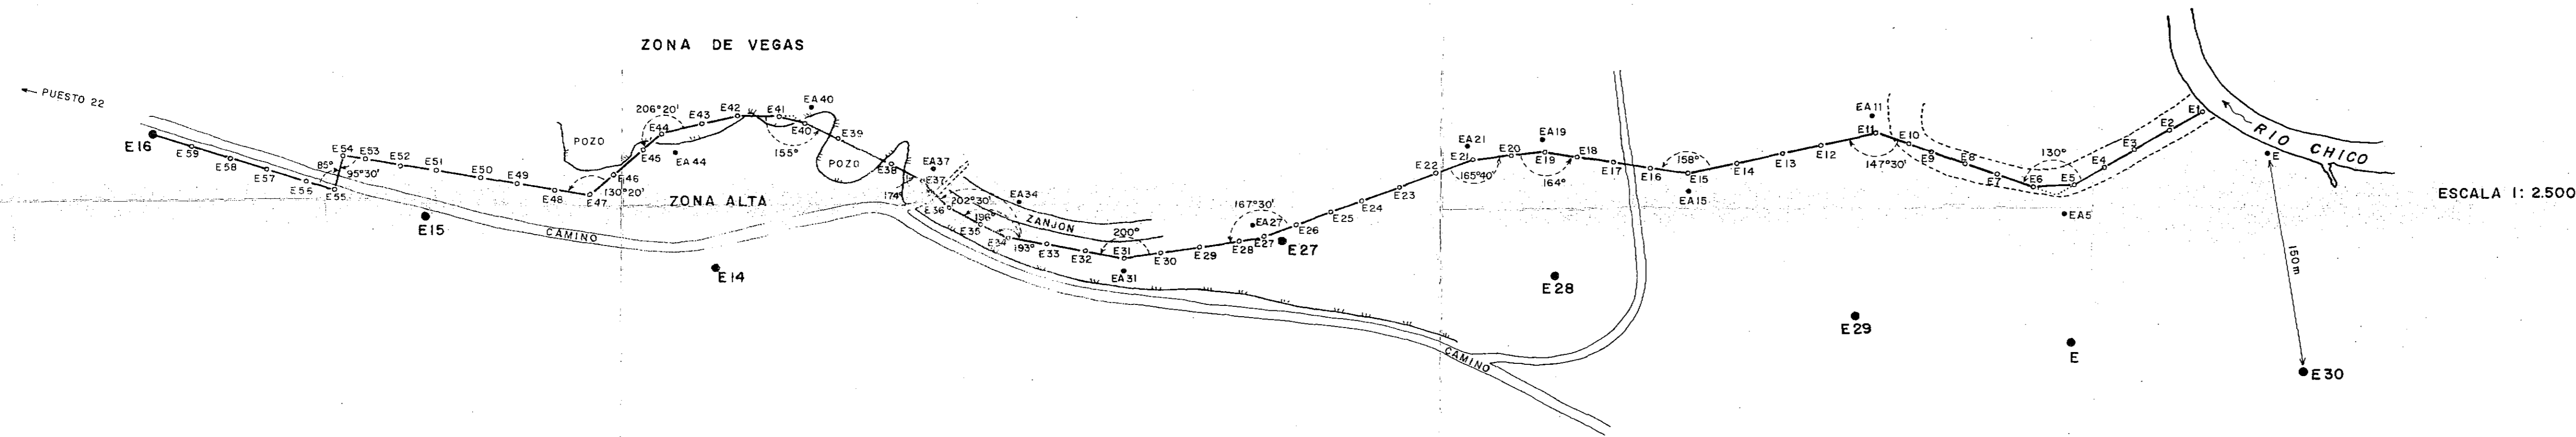 ZONA DE VEGAS
← PUESTO 22
E16
E59
E58
E57
E56
E55
85°
95°30'
E54
E53
E52
E51
E50
E49
E48
E47
130°20'
E46
E45
E44
206°20'
E43
E42
E41
EA40
E40
155°
E39
POZO
POZO
EA44
ZONA ALTA
E15
CAMINO
E14
E38
EA37
E37
174°
E36
202°30'
196°
E35
E34
193°
EA34
ZANJON
E33
E32
200°
E31
EA31
E30
E29
E28
E27
167°30'
EA27
E27
E26
E25
E24
E23
E22
EA21
E21
165°40'
E20
EA19
E19
164°
E18
E17
E16
158°
E15
EA15
E14
E13
E12
EA11
E11
147°30'
E10
E9
E8
E7
E6
130°
E5
EA5
E4
E3
E2
E1
RIO CHICO
E
150m
E30
E
E29
E28
CAMINO
ESCALA 1: 2.500